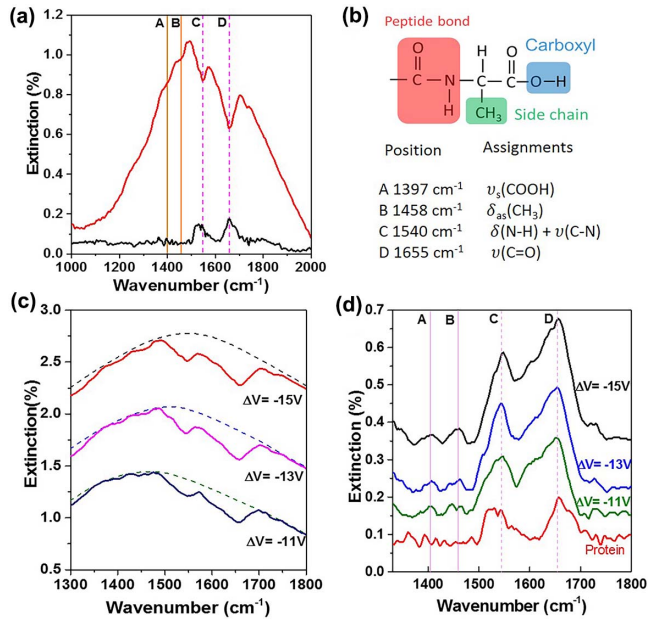 (a)
A B C D
1.2
1.0
0.8
0.6
0.4
0.2
0.0
Extinction (%)
1000 1200 1400 1600 1800 2000
Wavenumber (cm-1)
(b)
Peptide bond
Carboxyl
O H O
C N C C O H
H CH3
Side chain
Position Assignments
A 1397 cm-1 υs(COOH)
B 1458 cm-1 δas(CH3)
C 1540 cm-1 δ(N-H) + υ(C-N)
D 1655 cm-1 υ(C=O)
(c)
3.0
2.5
2.0
1.5
1.0
0.5
Extinction(%)
ΔV= -15V
ΔV= -13V
ΔV= -11V
1300 1400 1500 1600 1700 1800
Wavenumber (cm-1)
(d)
A B C D
0.7
0.6
0.5
0.4
0.3
0.2
0.1
0.0
Extinction(%)
ΔV= -15V
ΔV= -13V
ΔV= -11V
Protein
1400 1500 1600 1700 1800
Wavenumber (cm-1)